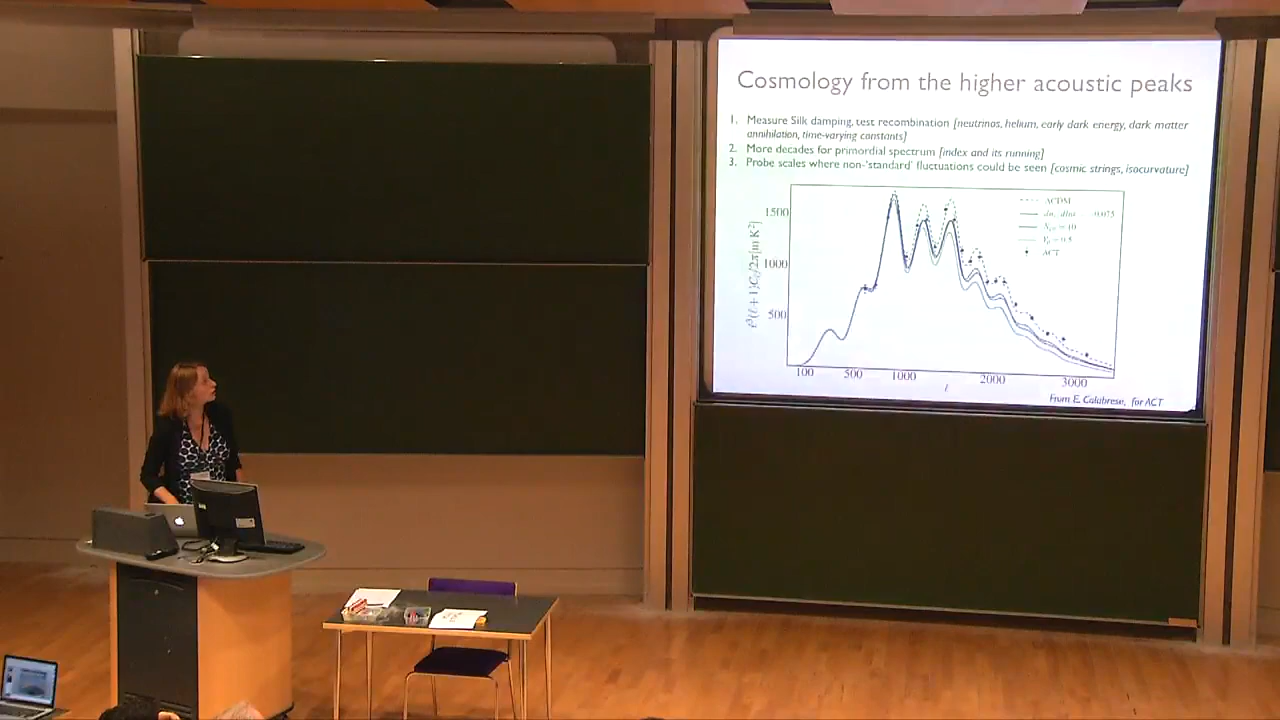 Cosmology from the higher acoustic peaks
1. Measure Silk damping, test recombination [neutrinos, helium, early dark energy, dark matter
annihilation, time-varying constants]
2. More decades for primordial spectrum [index and its running]
3. Probe scales where non-'standard' fluctuations could be seen [cosmic strings, isocurvature]
1500
1000
500
100 500 1000 2000 3000
ΛCDM
ACT
From E. Calabrese, for ACT